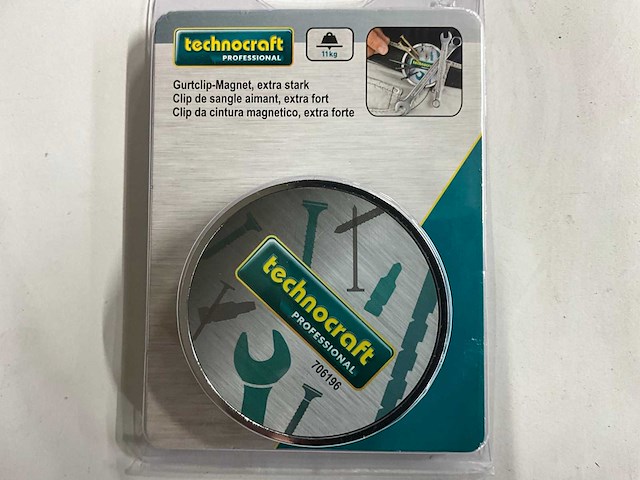 technocraft
PROFESSIONAL
11kg
Gurtclip-Magnet, extra stark
Clip de sangle aimant, extra fort
Clip da cintura magnetico, extra forte
technocraft
PROFESSIONAL
706196